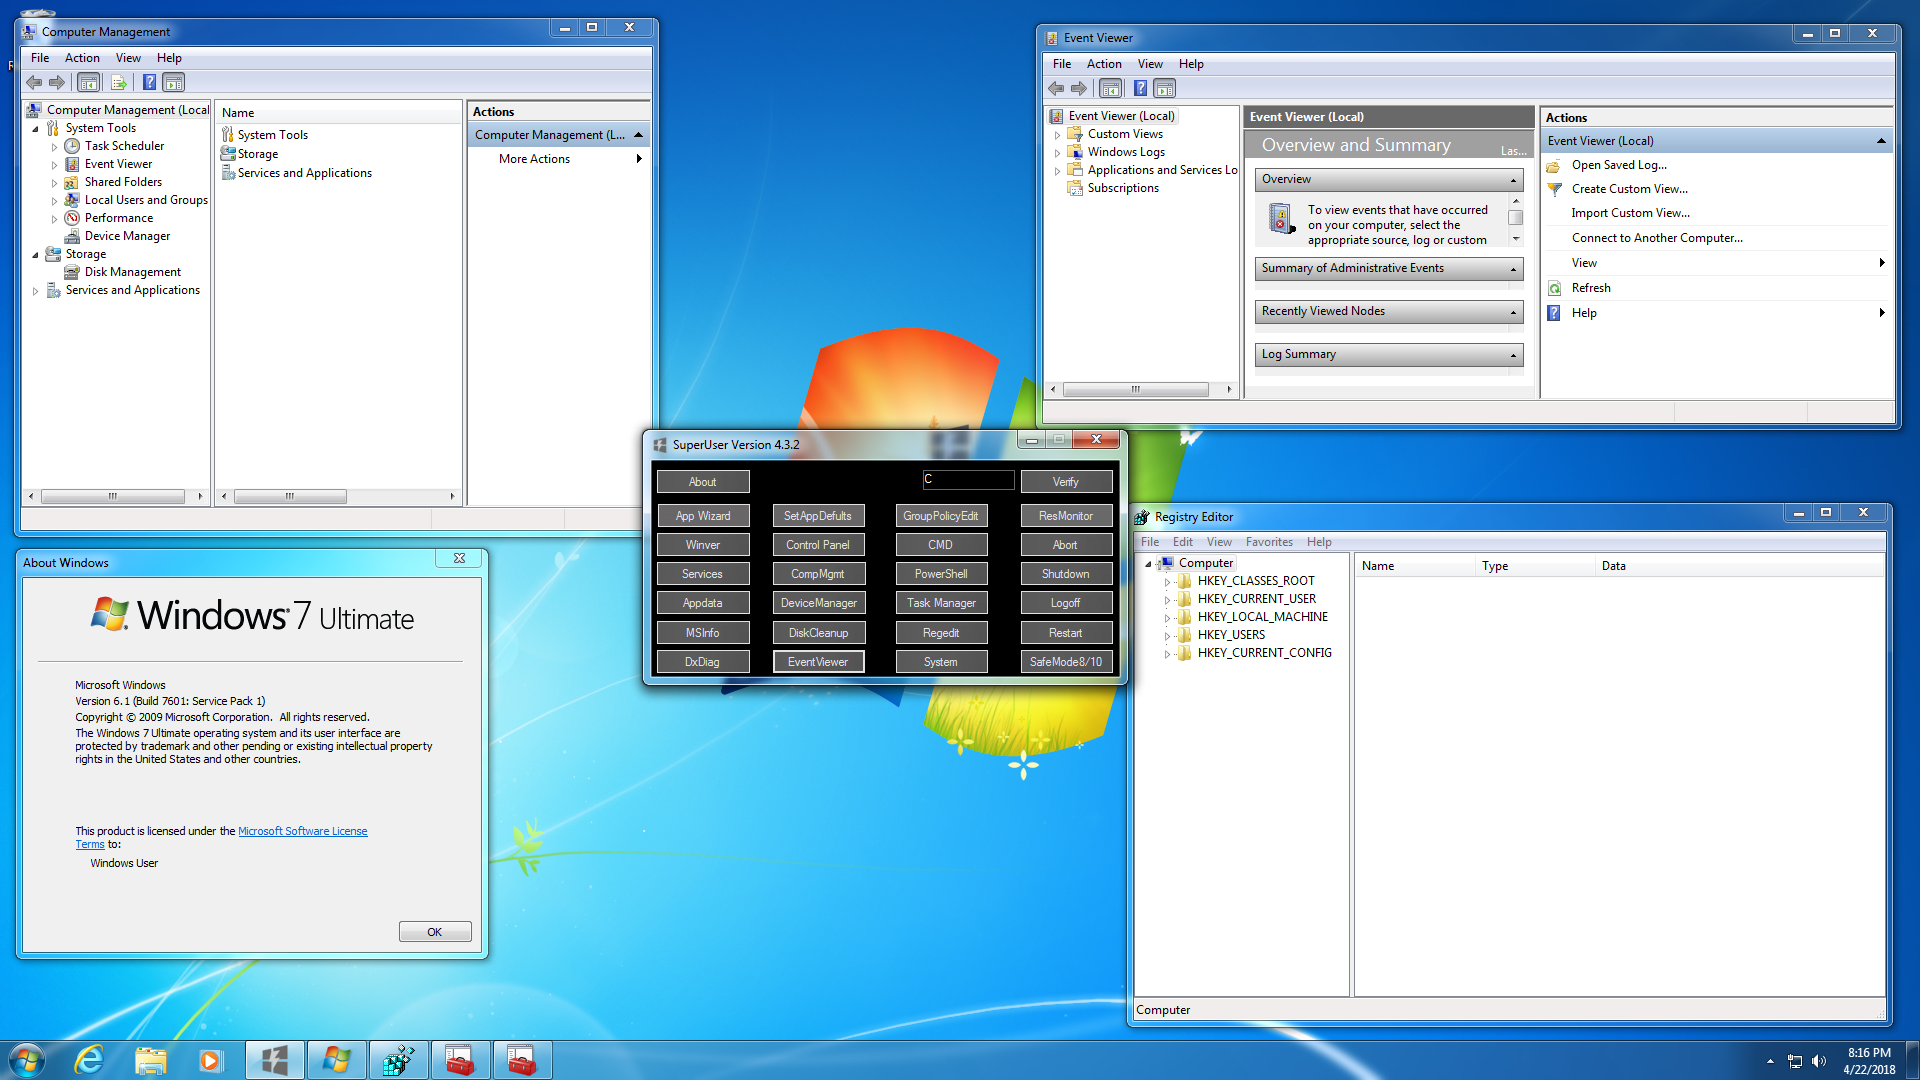 Computer Management
File Action View Help
Computer Management (Local
System Tools
Task Scheduler
Event Viewer
Shared Folders
Local Users and Groups
Performance
Device Manager
Storage
Disk Management
Services and Applications
Name
System Tools
Storage
Services and Applications
Actions
Computer Management (L...
More Actions
Event Viewer
File Action View Help
Event Viewer (Local)
Custom Views
Windows Logs
Applications and Services Lo
Subscriptions
Event Viewer (Local)
Overview and Summary Las...
Overview
To view events that have occurred
on your computer, select the
appropriate source, log or custom
Summary of Administrative Events
Recently Viewed Nodes
Log Summary
Actions
Event Viewer (Local)
Open Saved Log...
Create Custom View...
Import Custom View...
Connect to Another Computer...
View
Refresh
Help
SuperUser Version 4.3.2
About C Verify
App Wizard SetAppDefults GroupPolicyEdit ResMonitor
Winver Control Panel CMD Abort
Services CompMgmt PowerShell Shutdown
Appdata DeviceManager Task Manager Logoff
MSInfo DiskCleanup Regedit Restart
DxDiag EventViewer System SafeMode8/10
About Windows
Windows 7 Ultimate
Microsoft Windows
Version 6.1 (Build 7601: Service Pack 1)
Copyright © 2009 Microsoft Corporation. All rights reserved.
The Windows 7 Ultimate operating system and its user interface are
protected by trademark and other pending or existing intellectual property
rights in the United States and other countries.
This product is licensed under the Microsoft Software License
Terms to:
Windows User
OK
Registry Editor
File Edit View Favorites Help
Computer
HKEY_CLASSES_ROOT
HKEY_CURRENT_USER
HKEY_LOCAL_MACHINE
HKEY_USERS
HKEY_CURRENT_CONFIG
Name Type Data
Computer
8:16 PM
4/22/2018